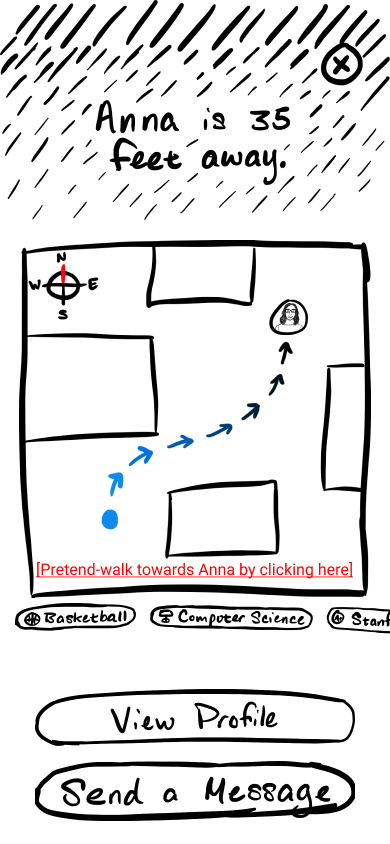 Anna is 35
feet away.
N
W E
S
[Pretend-walk towards Anna by clicking here]
Basketball
Computer Science
Stanf
View Profile
Send a Message